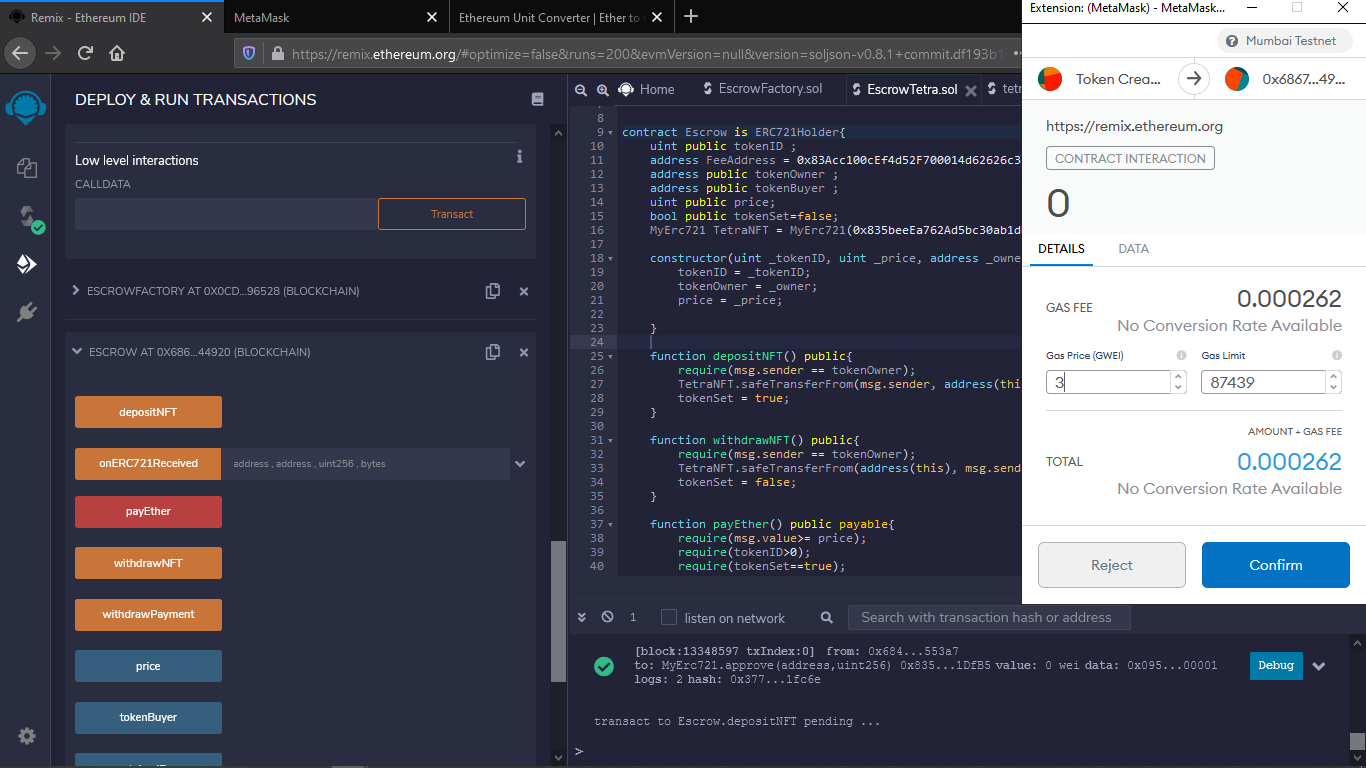 Remix - Ethereum IDE
MetaMask
Ethereum Unit Converter | Ether to
https://remix.ethereum.org/#optimize=false&runs=200&evmVersion=null&version=soljson-v0.8.1+commit.df193b1
DEPLOY & RUN TRANSACTIONS
Low level interactions
CALLDATA
Transact
ESCROWFACTORY AT 0X0CD...96528 (BLOCKCHAIN)
ESCROW AT 0X686...44920 (BLOCKCHAIN)
depositNFT
onERC721Received address , address , uint256 , bytes
payEther
withdrawNFT
withdrawPayment
price
tokenBuyer
Home
EscrowFactory.sol
EscrowTetra.sol
tetr
8
9 contract Escrow is ERC721Holder{
10 uint public tokenID ;
11 address FeeAddress = 0x83Acc100cEf4d52F700014d62626c3
12 address public tokenOwner ;
13 address public tokenBuyer ;
14 uint public price;
15 bool public tokenSet=false;
16 MyErc721 TetraNFT = MyErc721(0x835beeEa762Ad5bc30ab1d
17
18 constructor(uint _tokenID, uint _price, address _owne
19 tokenID = _tokenID;
20 tokenOwner = _owner;
21 price = _price;
22
23 }
24
25 function depositNFT() public{
26 require(msg.sender == tokenOwner);
27 TetraNFT.safeTransferFrom(msg.sender, address(thi
28 tokenSet = true;
29 }
30
31 function withdrawNFT() public{
32 require(msg.sender == tokenOwner);
33 TetraNFT.safeTransferFrom(address(this), msg.send
34 tokenSet = false;
35 }
36
37 function payEther() public payable{
38 require(msg.value>= price);
39 require(tokenID>0);
40 require(tokenSet==true);
1
listen on network
Search with transaction hash or address
[block:13348597 txIndex:0] from: 0x684...553a7
to: MyErc721.approve(address,uint256) 0x835...1DfB5 value: 0 wei data: 0x095...00001
logs: 2 hash: 0x377...1fc6e
Debug
transact to Escrow.depositNFT pending ...
>
Extension: (MetaMask) - MetaMask...
Mumbai Testnet
Token Crea...
0x6867...49...
https://remix.ethereum.org
CONTRACT INTERACTION
0
DETAILS
DATA
GAS FEE
0.000262
No Conversion Rate Available
Gas Price (GWEI)
Gas Limit
3
87439
AMOUNT + GAS FEE
TOTAL
0.000262
No Conversion Rate Available
Reject
Confirm